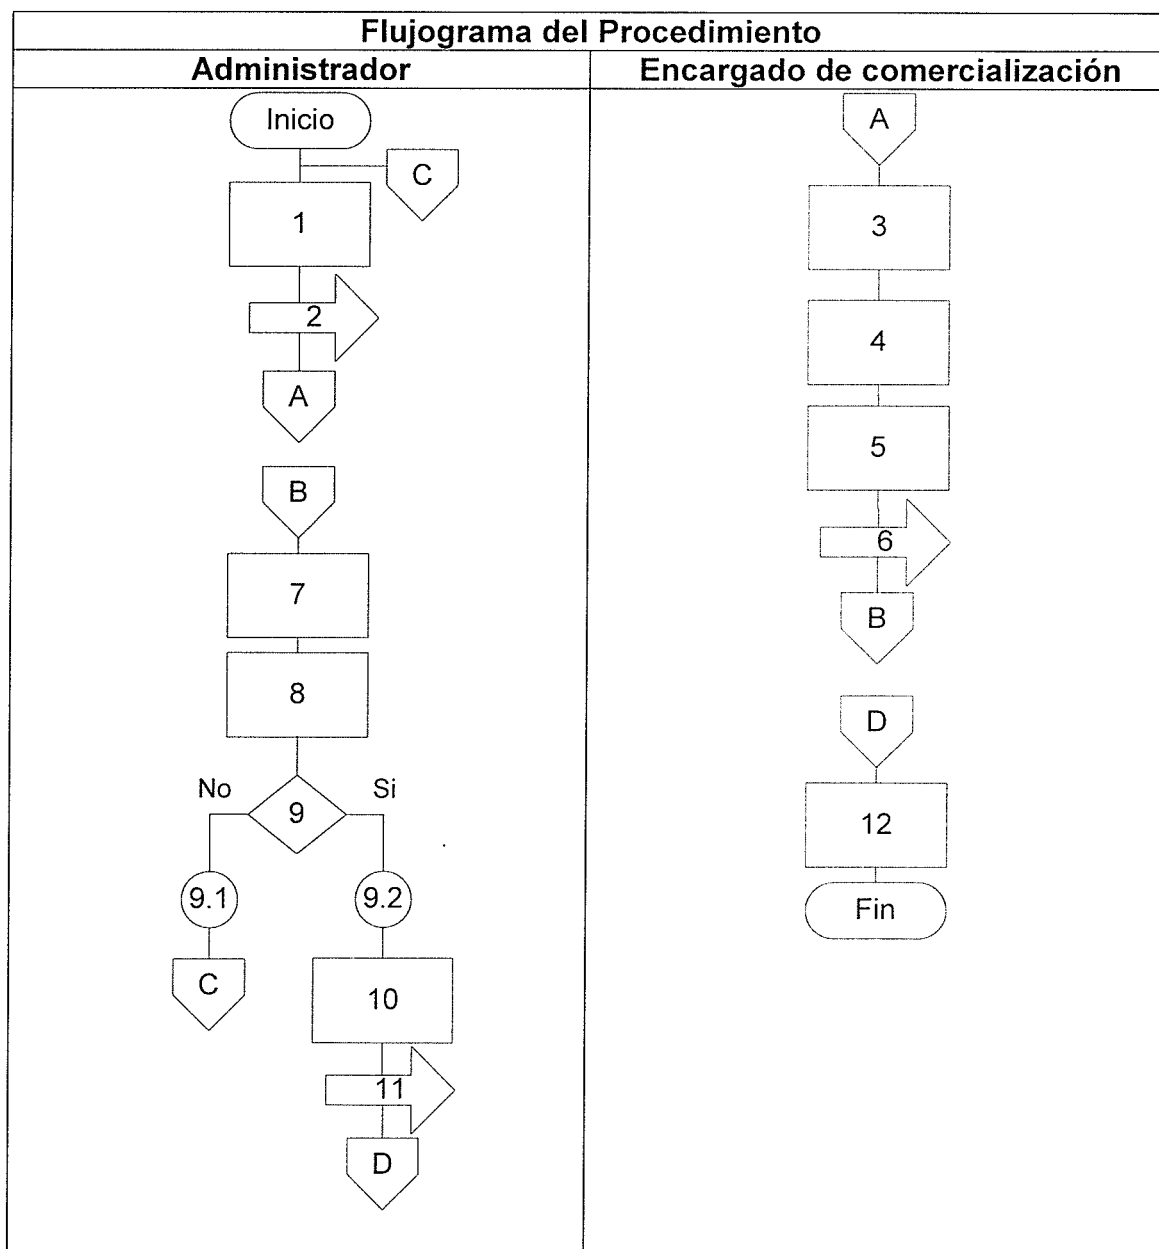 Flujograma del Procedimiento
Administrador
Encargado de comercialización
Inicio
C
1
2
A
B
7
8
No
9
Si
9.1
9.2
C
10
11
D
A
3
4
5
6
B
D
12
Fin